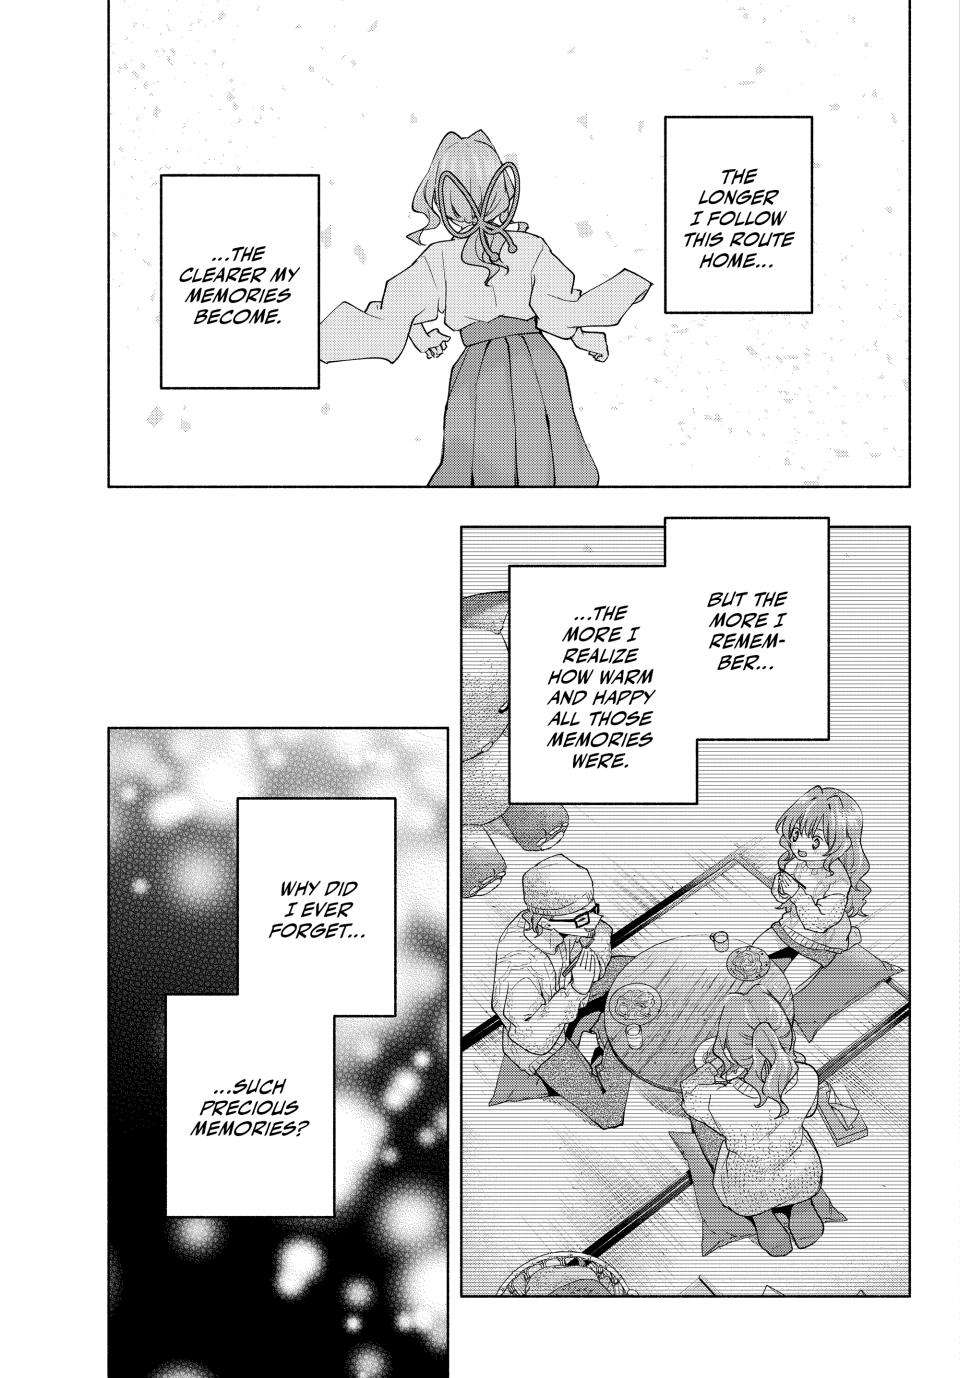 THE
LONGER
I FOLLOW
THIS ROUTE
HOME...
...THE
CLEARER MY
MEMORIES
BECOME.
BUT THE
MORE I
REMEM-
BER...
...THE
MORE I
REALIZE
HOW WARM
AND HAPPY
ALL THOSE
MEMORIES
WERE.
WHY DID
I EVER
FORGET...
...SUCH
PRECIOUS
MEMORIES?